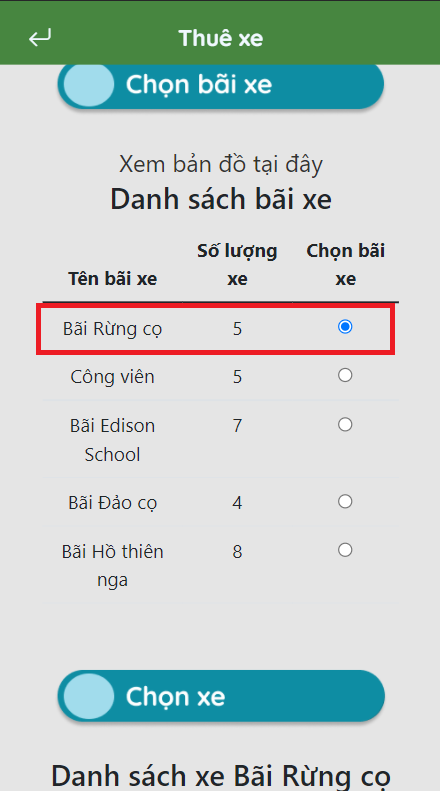 Thuê xe
Chọn bãi xe
Xem bản đồ tại đây
Danh sách bãi xe
Tên bãi xe Số lượng xe Chọn bãi xe
Bãi Rừng cọ 5
Công viên 5
Bãi Edison School 7
Bãi Đảo cọ 4
Bãi Hồ thiên nga 8
Chọn xe
Danh sách xe Bãi Rừng cọ